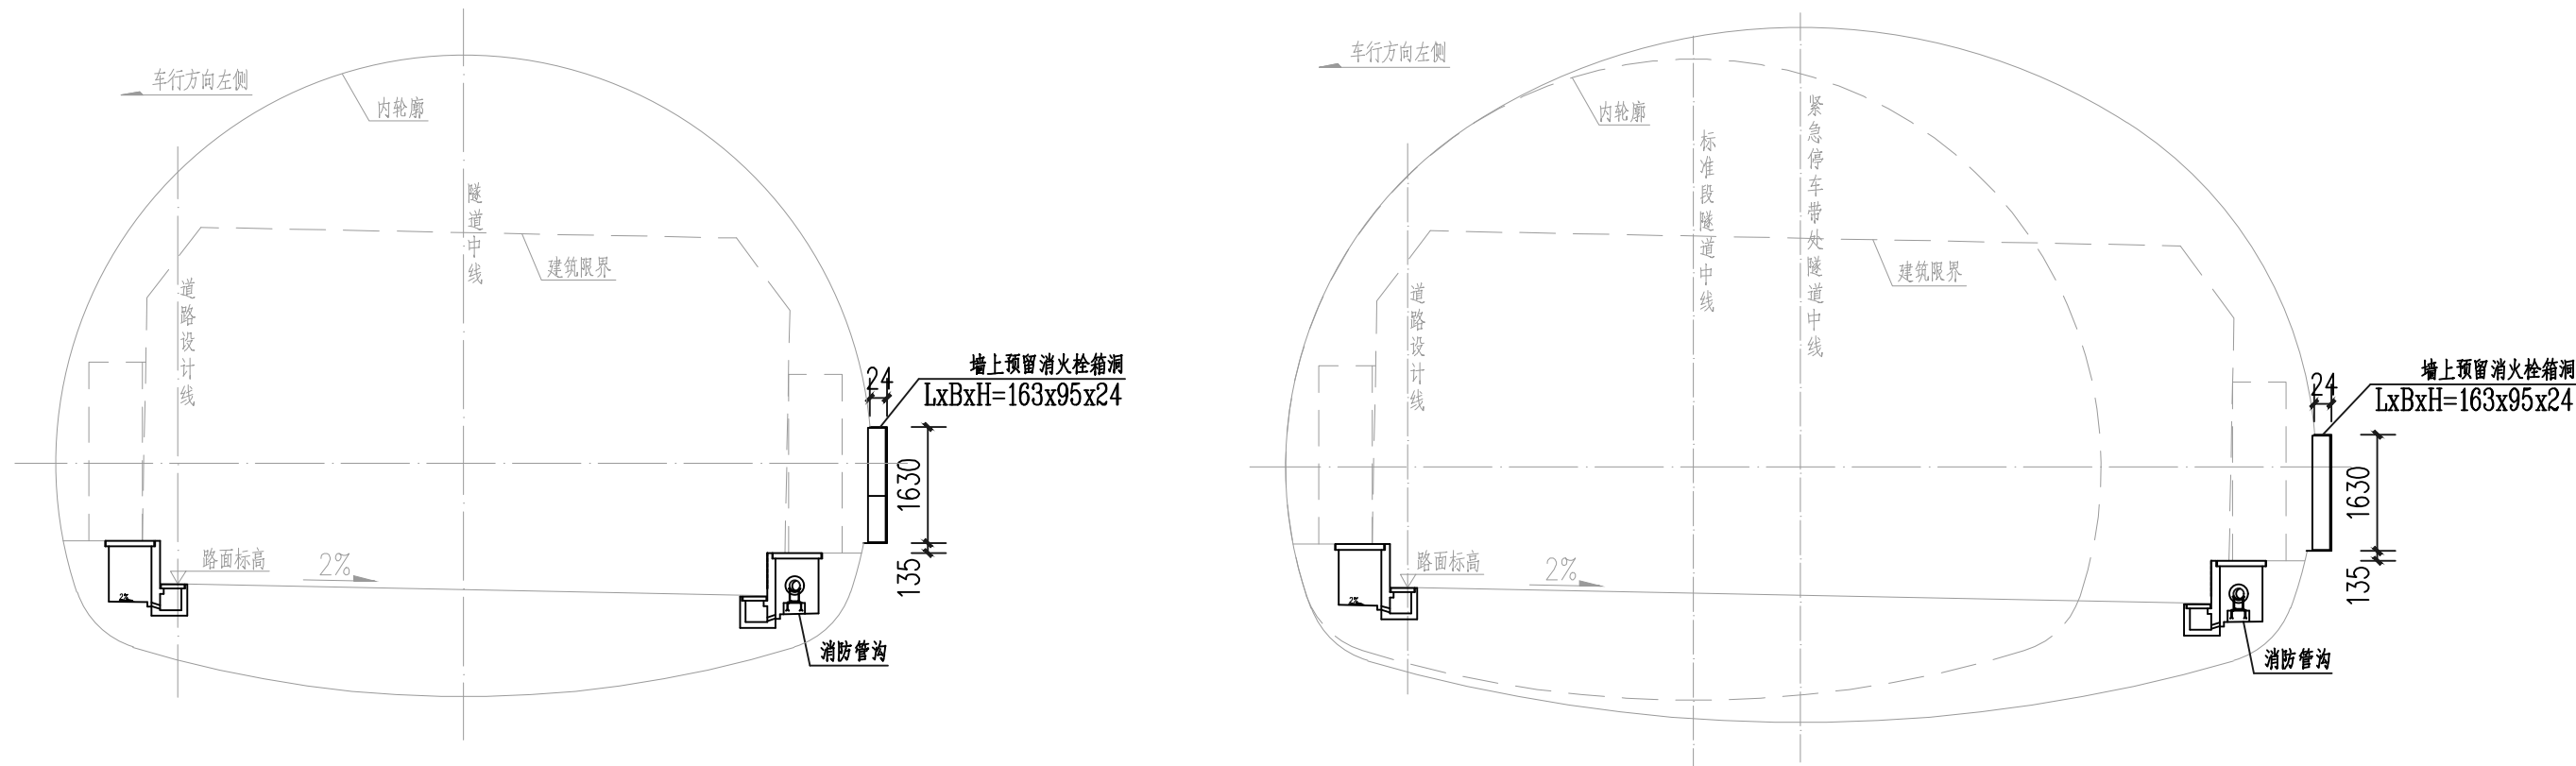 车行方向左侧
内轮廓
隧道中线
建筑限界
道路设计线
24
墙上预留消火栓箱洞
LxBxH=163x95x24
1630
135
路面标高
2%
2%
消防管沟
车行方向左侧
内轮廓
标准段隧道中线
紧急停车带处隧道中线
建筑限界
道路设计线
24
墙上预留消火栓箱洞
LxBxH=163x95x24
1630
135
路面标高
2%
2%
消防管沟